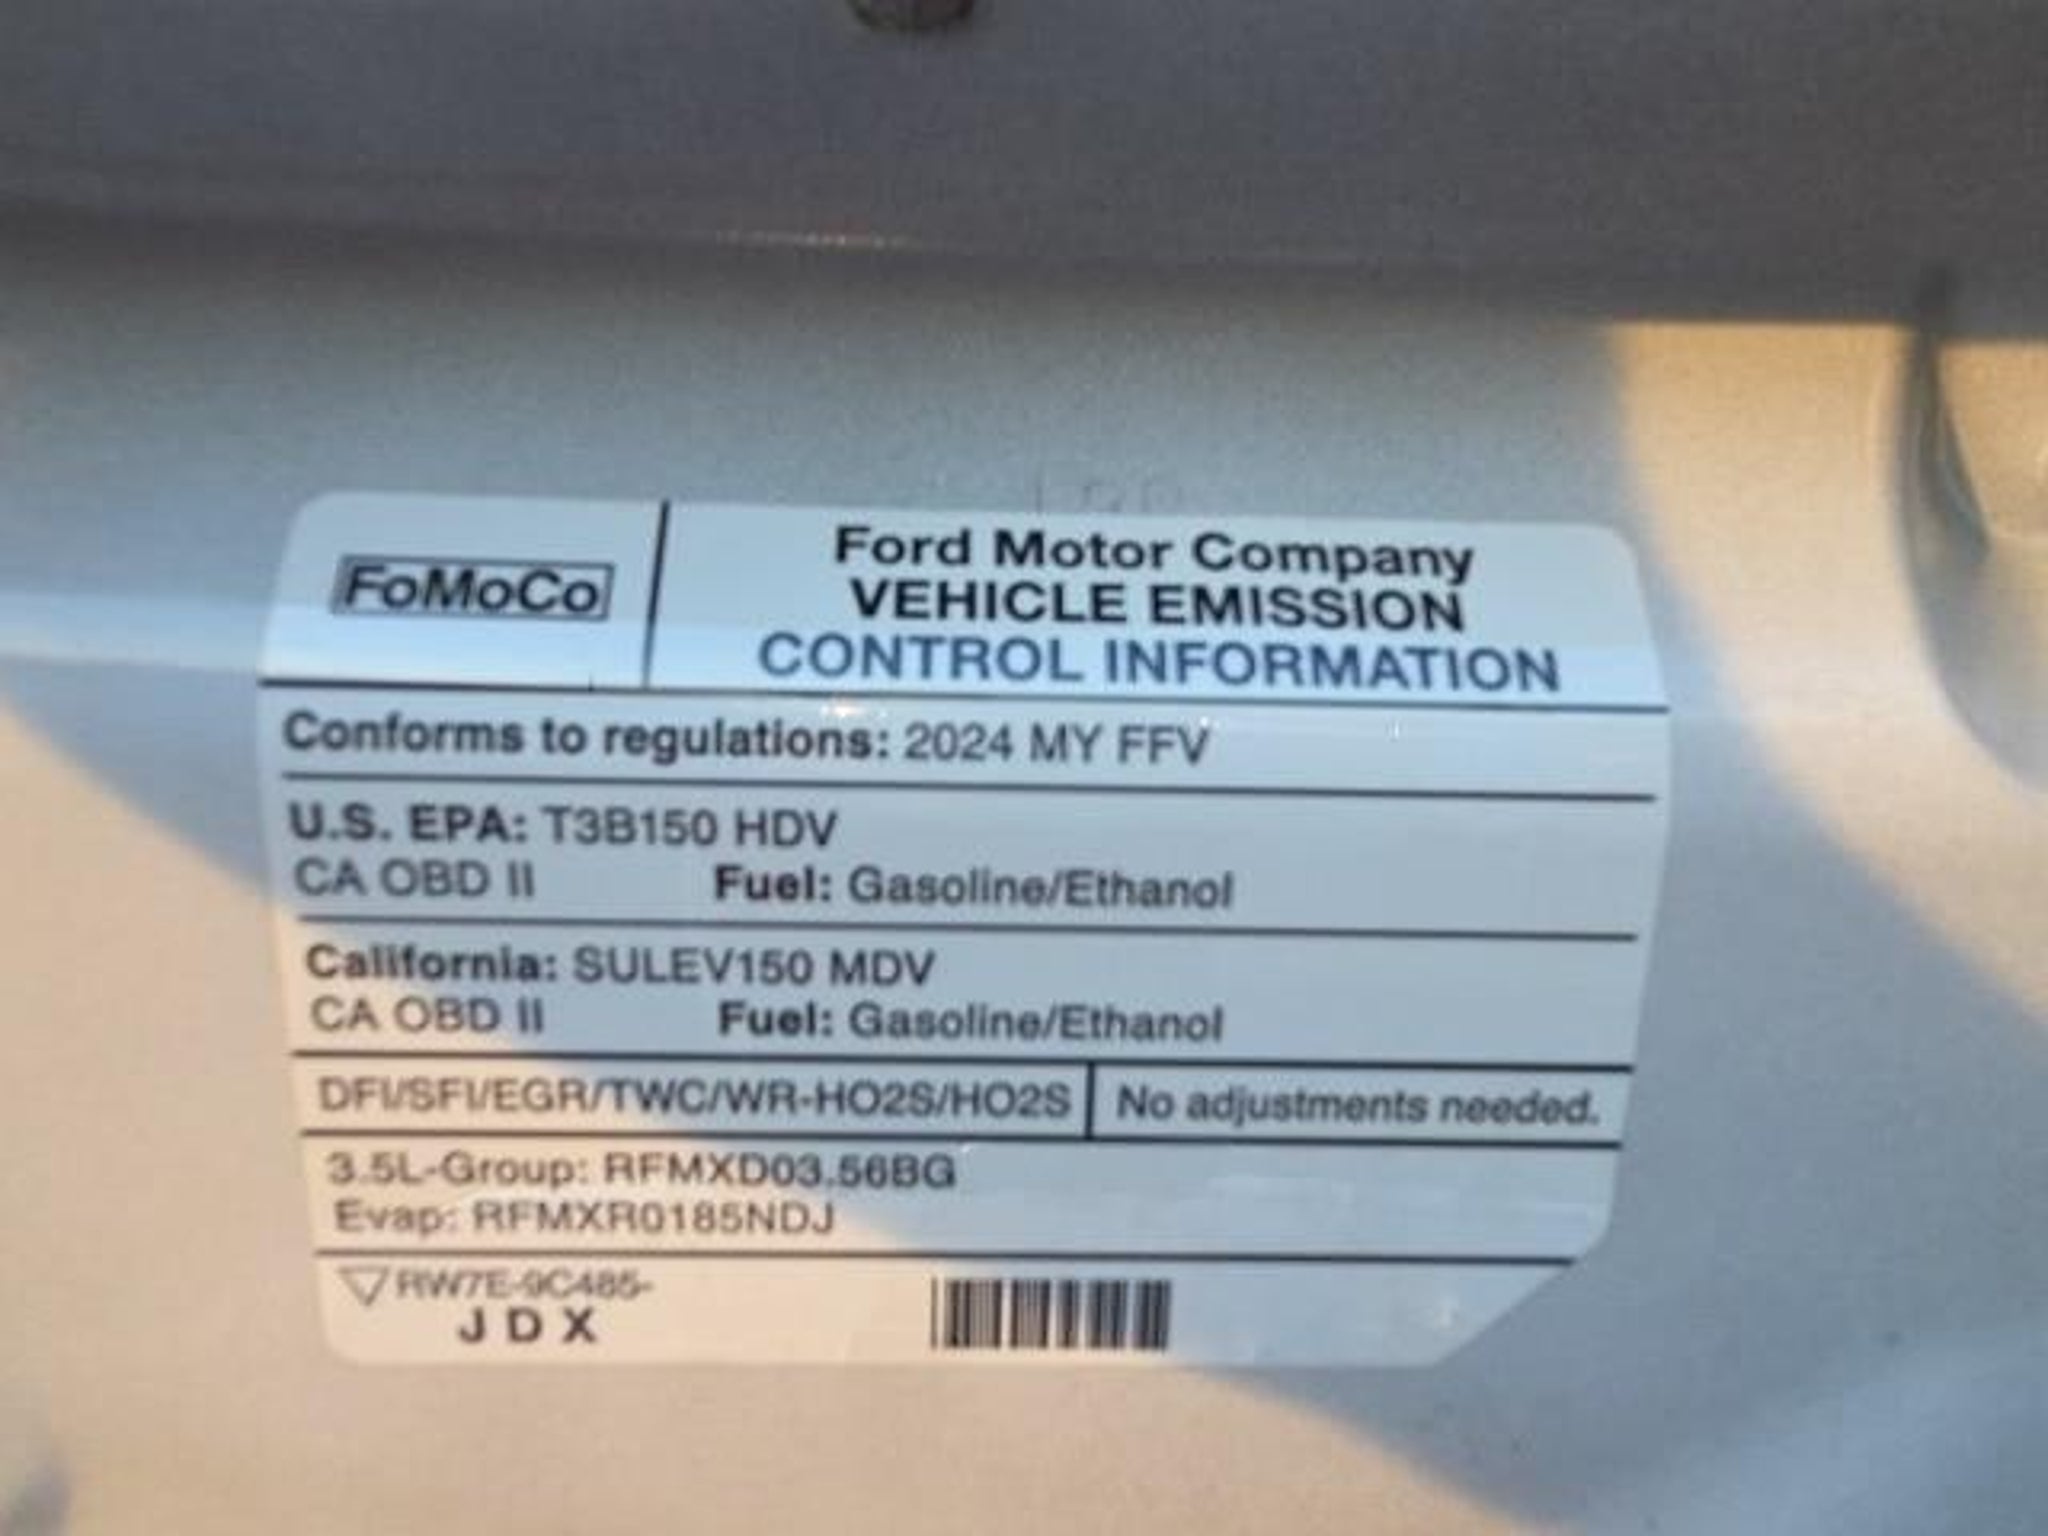 FoMoCo
Ford Motor Company
VEHICLE EMISSION
CONTROL INFORMATION
Conforms to regulations: 2024 MY FFV
U.S. EPA: T3B150 HDV
CA OBD II Fuel: Gasoline/Ethanol
California: SULEV150 MDV
CA OBD II Fuel: Gasoline/Ethanol
DFI/SFI/EGR/TWC/WR-HO2S/HO2S No adjustments needed.
3.5L-Group: RFMXD03.56BG
Evap: RFMXR0185NDJ
RW7E-9C485-
J D X